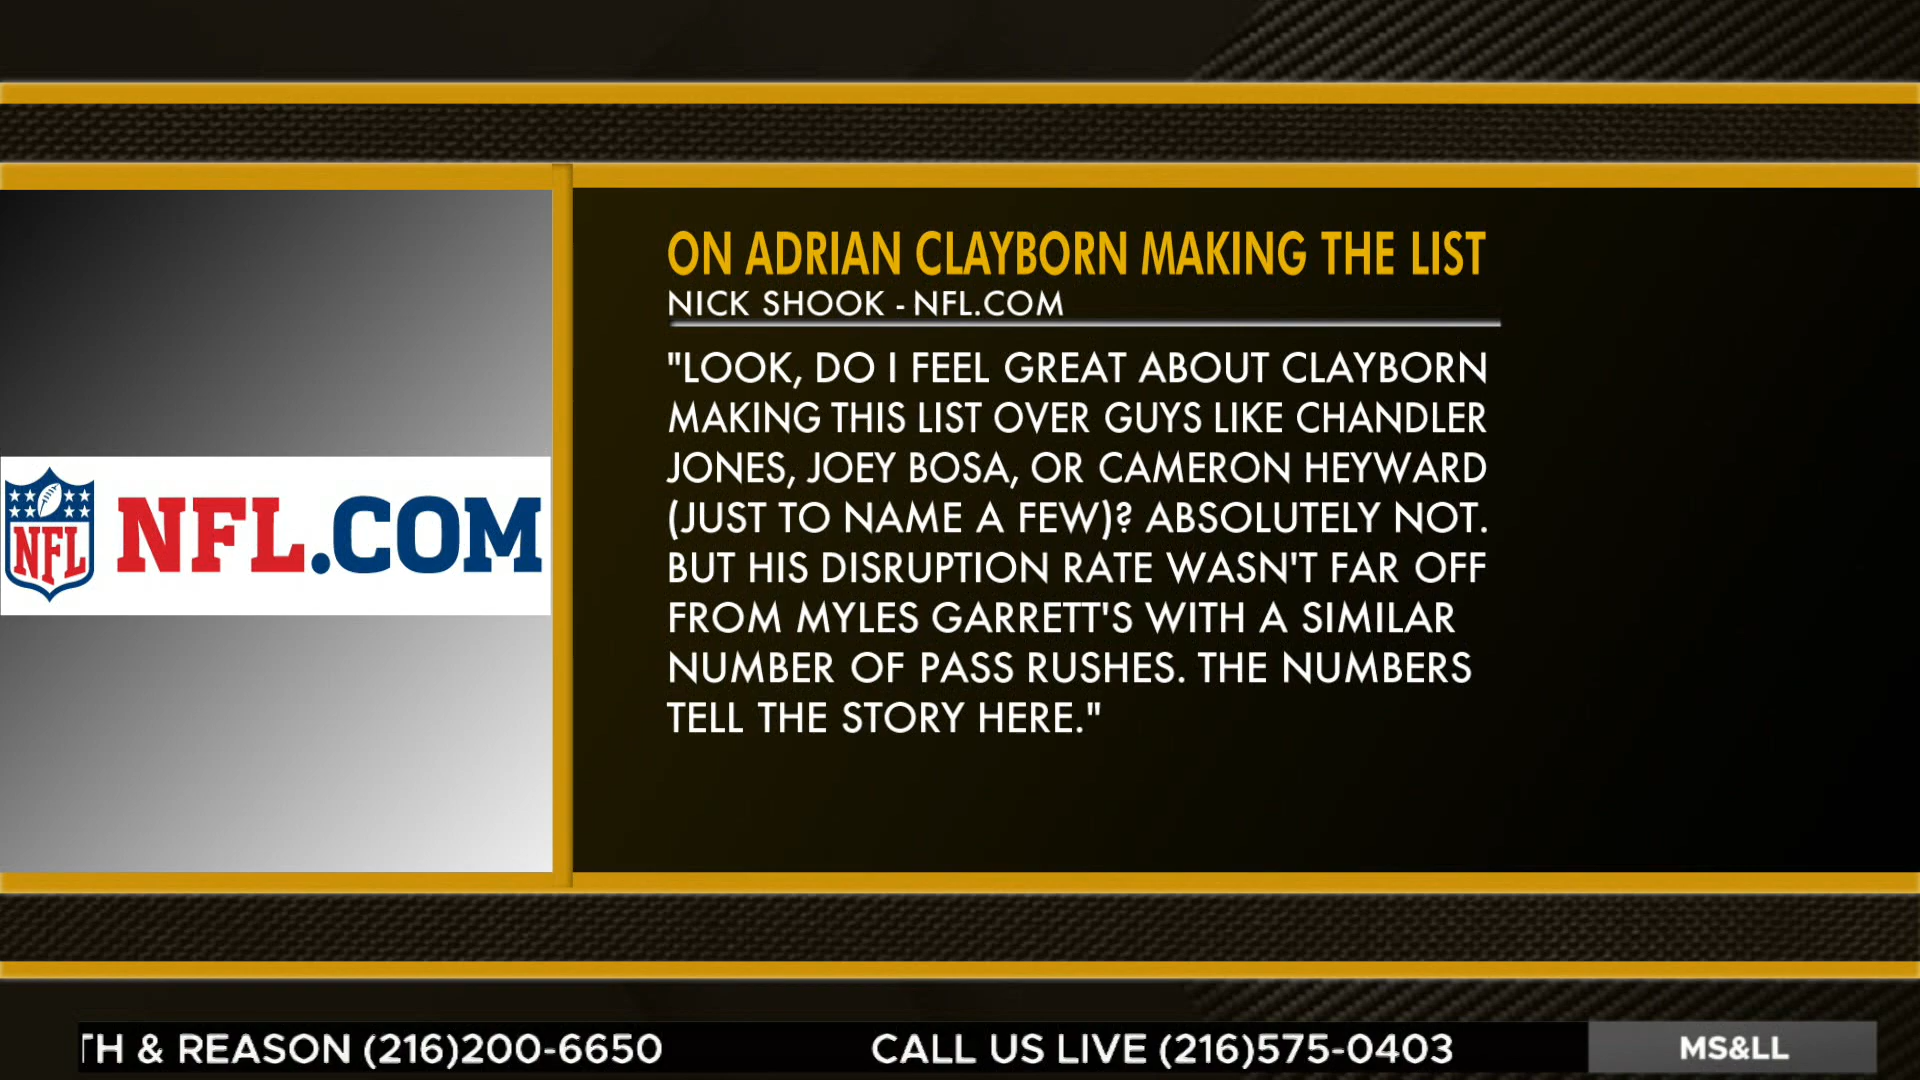 ON ADRIAN CLAYBORN MAKING THE LIST
NICK SHOOK - NFL.COM
"LOOK, DO I FEEL GREAT ABOUT CLAYBORN
MAKING THIS LIST OVER GUYS LIKE CHANDLER
JONES, JOEY BOSA, OR CAMERON HEYWARD
(JUST TO NAME A FEW)? ABSOLUTELY NOT.
BUT HIS DISRUPTION RATE WASN'T FAR OFF
FROM MYLES GARRETT'S WITH A SIMILAR
NUMBER OF PASS RUSHES. THE NUMBERS
TELL THE STORY HERE."
NFL NFL.COM
TH & REASON (216)200-6650 CALL US LIVE (216)575-0403 MS&LL